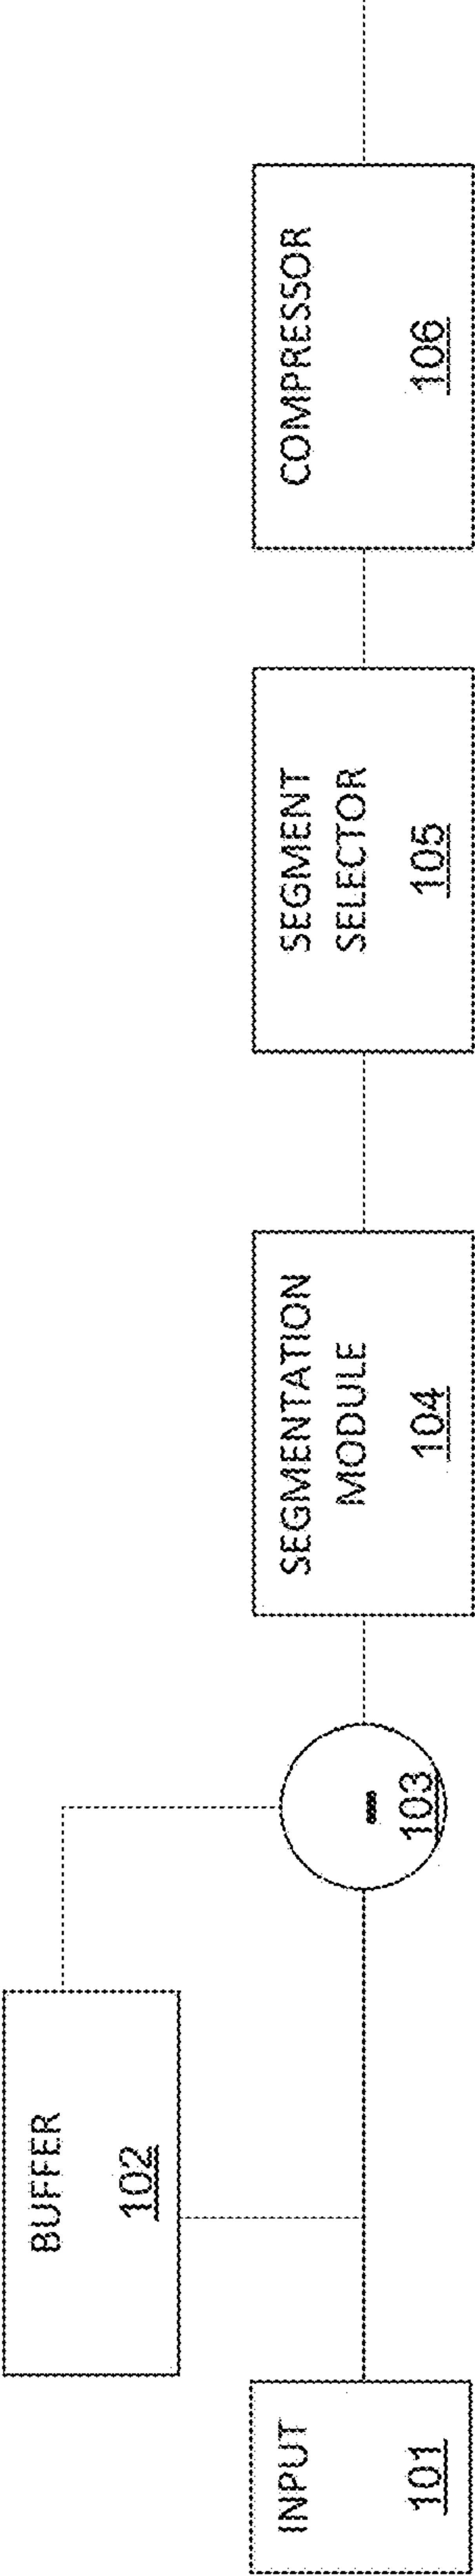 BUFFER
102
INPUT
101
-
103
SEGMENTATION
MODULE
104
SEGMENT
SELECTOR
105
COMPRESSOR
106